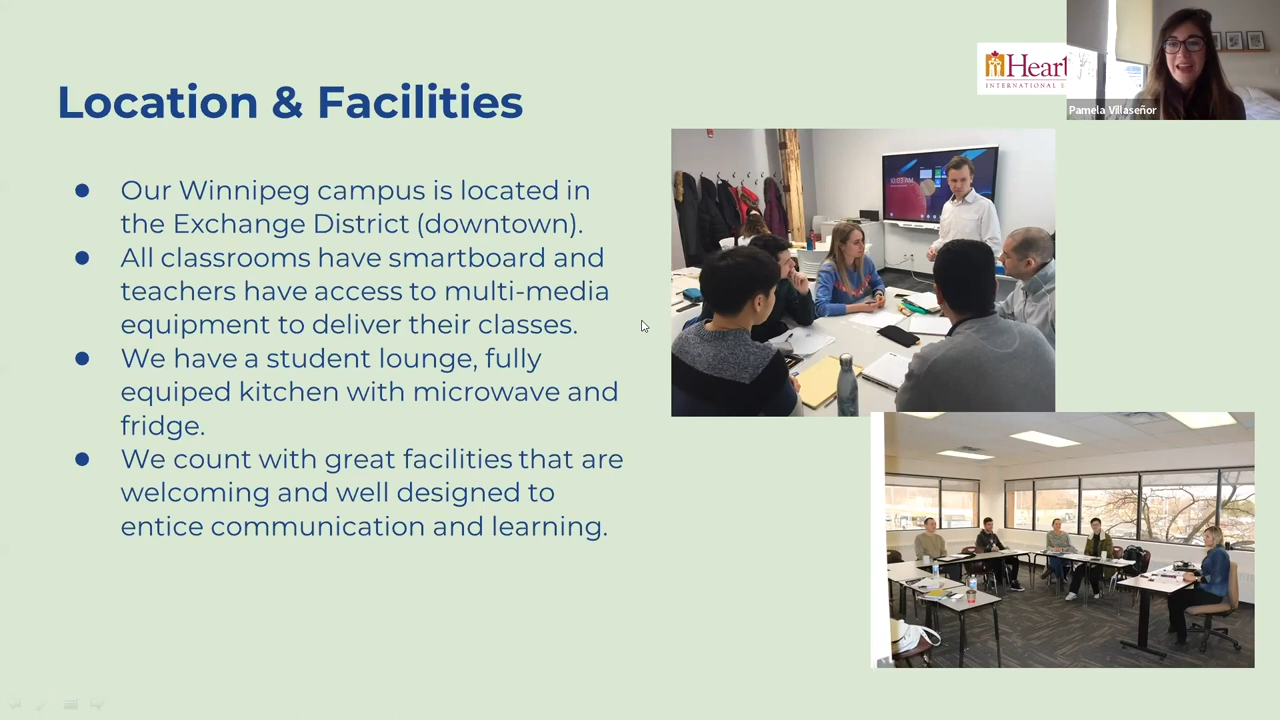 Location & Facilities
● Our Winnipeg campus is located in
the Exchange District (downtown).
● All classrooms have smartboard and
teachers have access to multi-media
equipment to deliver their classes.
● We have a student lounge, fully
equiped kitchen with microwave and
fridge.
● We count with great facilities that are
welcoming and well designed to
entice communication and learning.
Heart
INTERNATIONAL
Pamela Villaseñor
10:03 AM